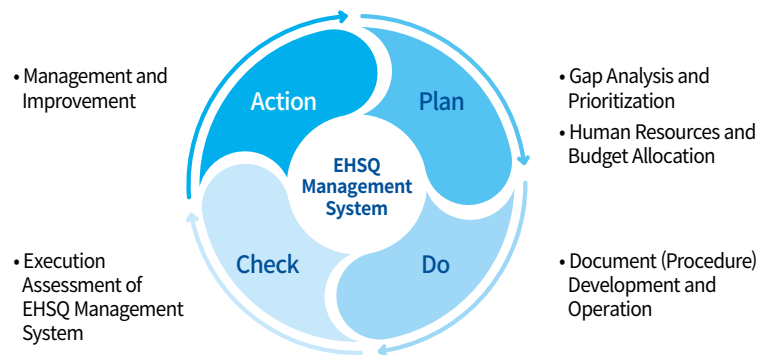 • Management and
Improvement
Action
Plan
• Gap Analysis and
Prioritization
• Human Resources and
Budget Allocation
EHSQ
Management
System
• Execution
Assessment of
EHSQ Management
System
Check
Do
• Document (Procedure)
Development and
Operation